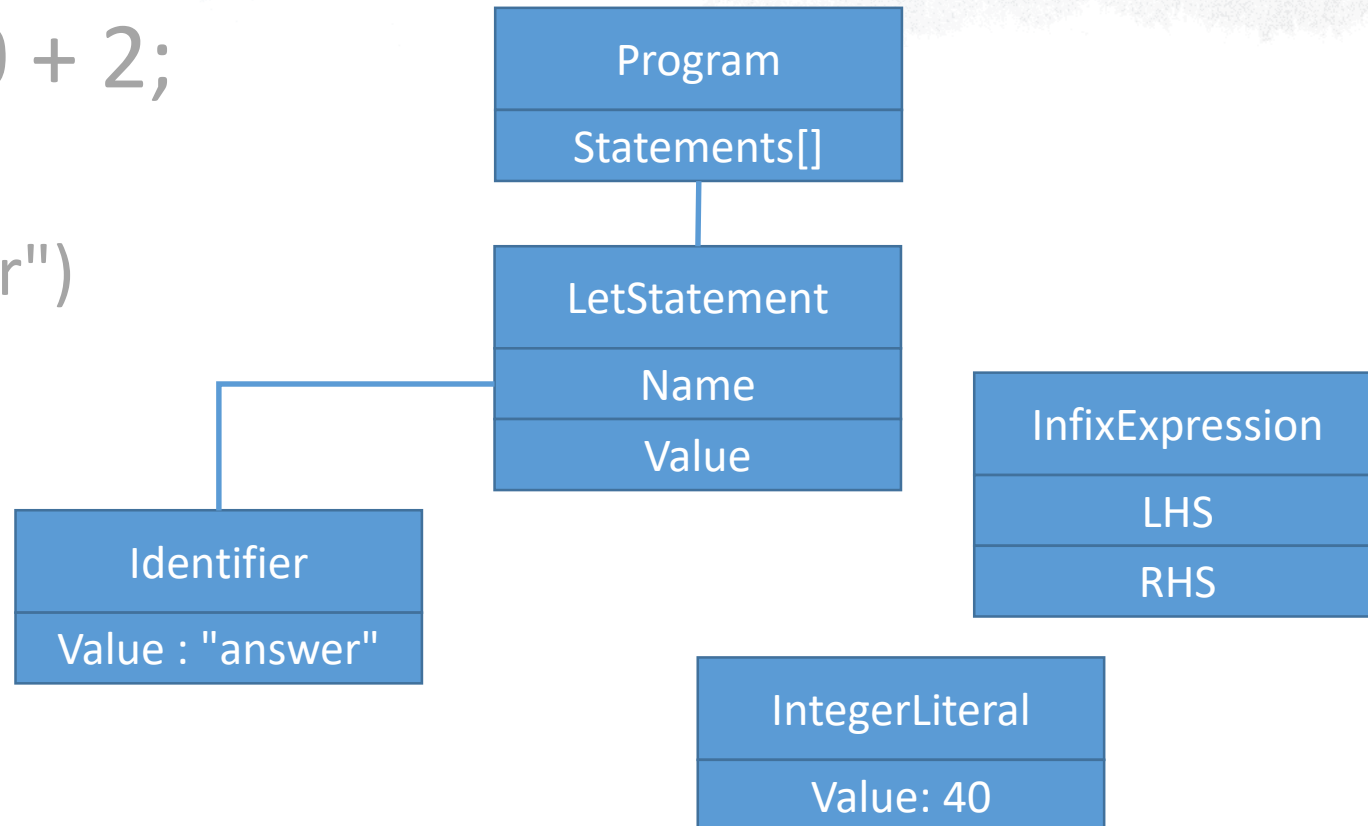 + 2;
r")
Program
Statements[]
LetStatement
Name
Value
Identifier
Value : "answer"
InfixExpression
LHS
RHS
IntegerLiteral
Value: 40